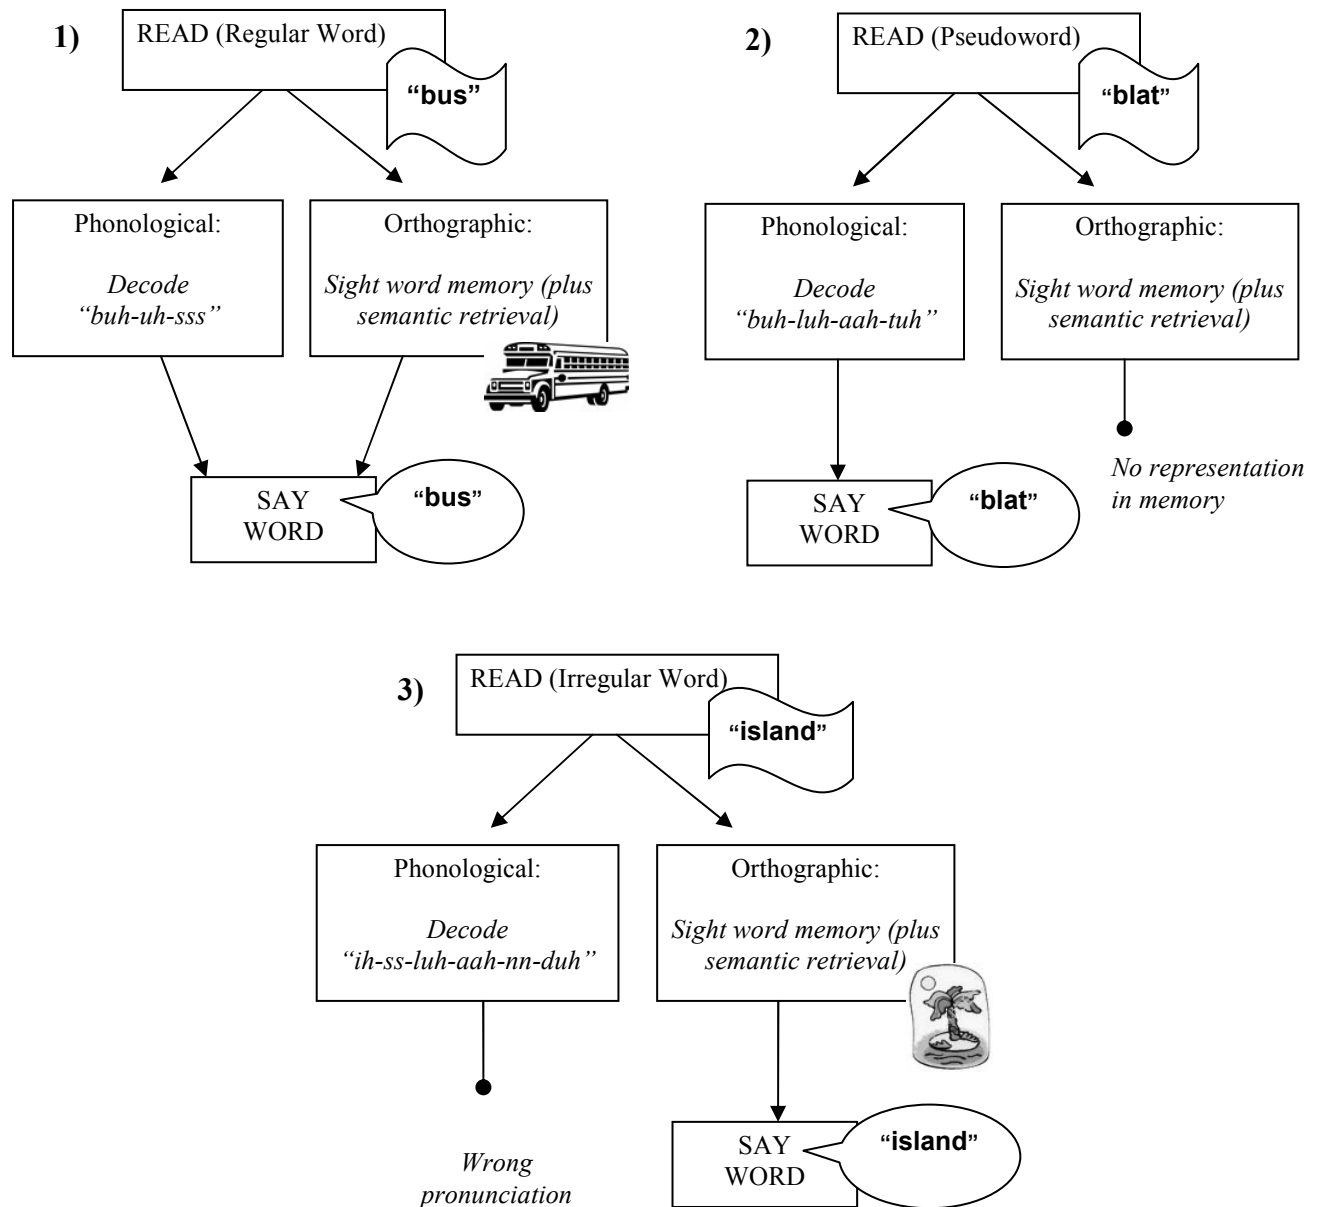 1)
READ (Regular Word)
“bus”
Phonological:
Decode
“buh-uh-sss”
Orthographic:
Sight word memory (plus
semantic retrieval)
SAY
WORD
“bus”
2)
READ (Pseudoword)
“blat”
Phonological:
Decode
“buh-luh-aah-tuh”
Orthographic:
Sight word memory (plus
semantic retrieval)
SAY
WORD
“blat”
No representation
in memory
3)
READ (Irregular Word)
“island”
Phonological:
Decode
“ih-ss-luh-aah-nn-duh”
Orthographic:
Sight word memory (plus
semantic retrieval)
Wrong
pronunciation
SAY
WORD
“island”